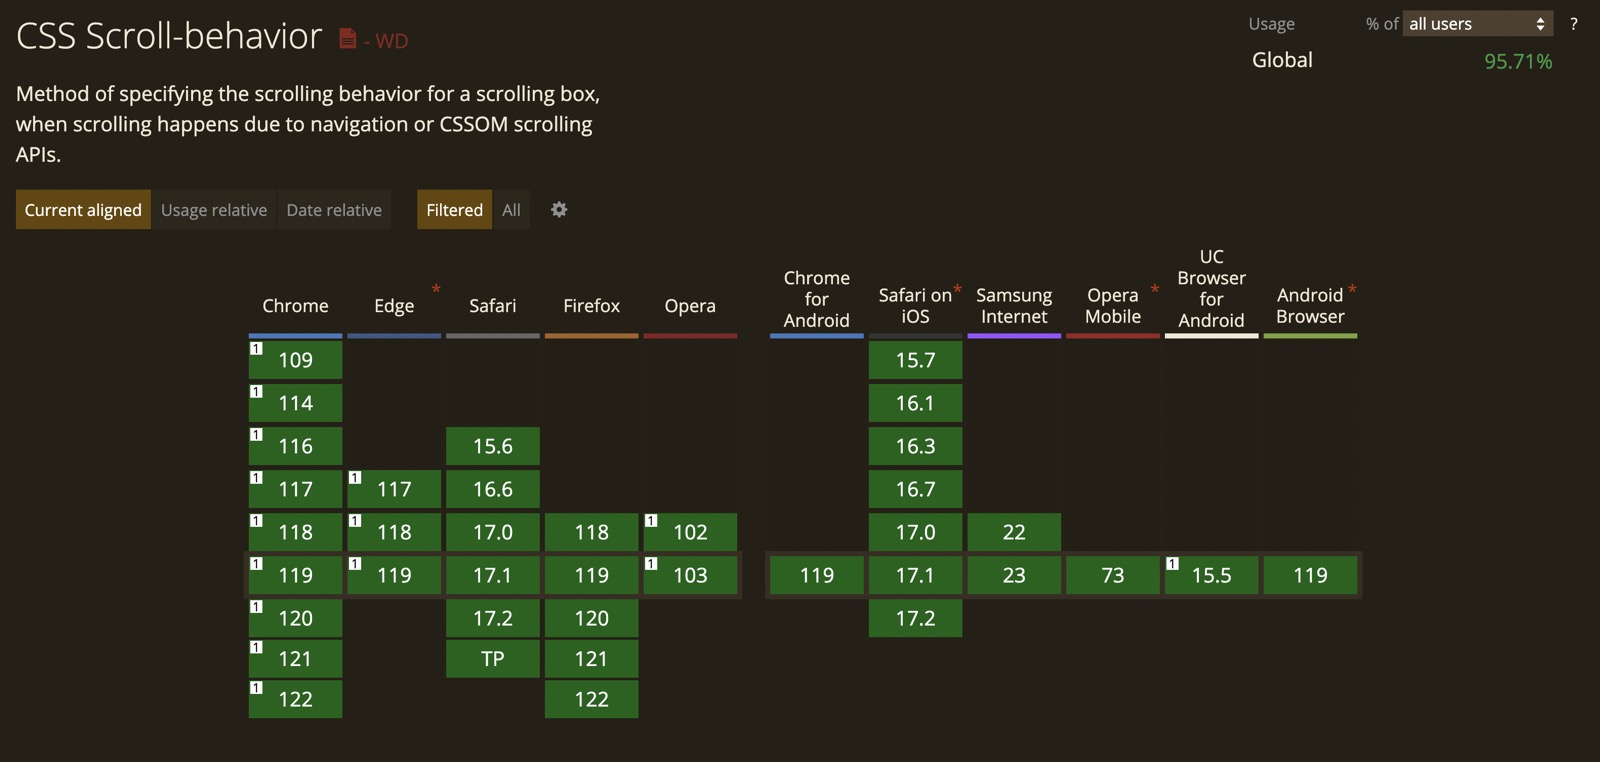 CSS Scroll-behavior - WD
Usage % of all users ?
Global 95.71%
Method of specifying the scrolling behavior for a scrolling box,
when scrolling happens due to navigation or CSSOM scrolling
APIs.
Current aligned Usage relative Date relative Filtered All
Chrome Edge * Safari Firefox Opera
Chrome for Android Safari on iOS * Samsung Internet Opera Mobile * UC Browser for Android Android Browser *
1 109 15.7
1 114 16.1
1 116 15.6 16.3
1 117 1 117 16.6 16.7
1 118 1 118 17.0 118 1 102 17.0 22
1 119 1 119 17.1 119 1 103 119 17.1 23 73 1 15.5 119
1 120 17.2 120 17.2
1 121 TP 121
1 122 122